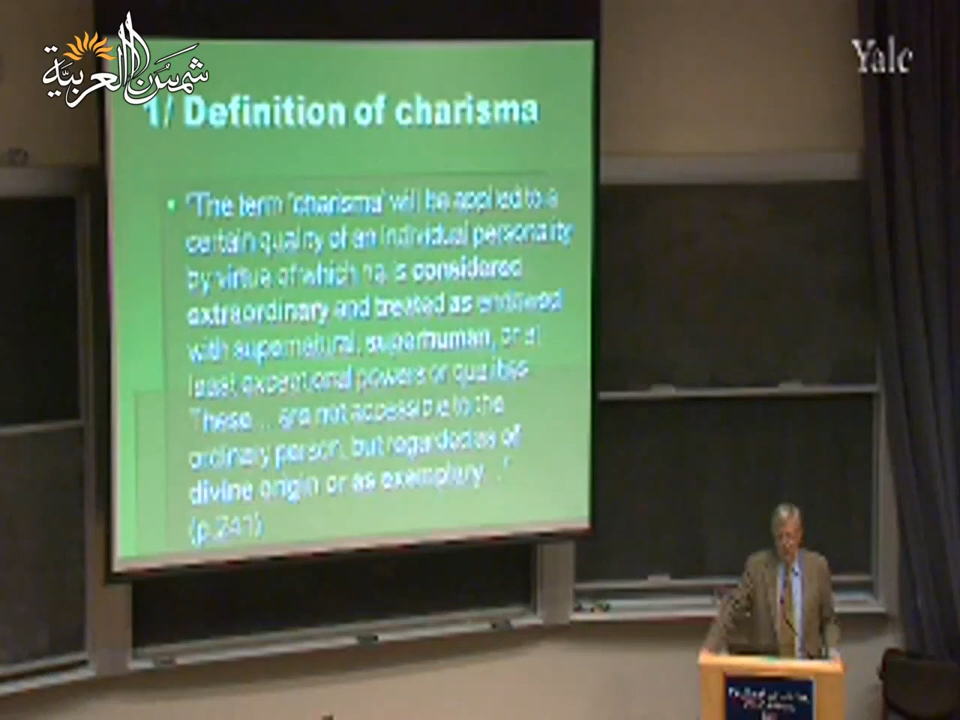 شمس العربية
Yale
1/ Definition of charisma
• "The term 'charisma' will be applied to a
certain quality of an individual personality
by virtue of which he is considered
extraordinary and treated as endowed
with supernatural, superhuman, or at
least exceptional powers or qualities.
These ... are not accessible to the
ordinary person, but regarded as of
divine origin or as exemplary..."
(p.241)